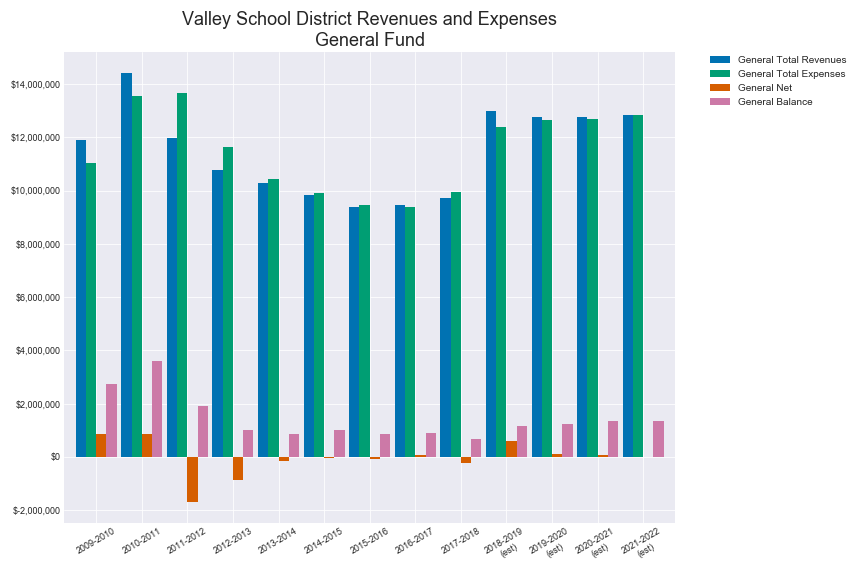 Valley School District Revenues and Expenses
General Fund
General Total Revenues
General Total Expenses
General Net
General Balance
$14,000,000
$12,000,000
$10,000,000
$8,000,000
$6,000,000
$4,000,000
$2,000,000
$0
$-2,000,000
2009-2010
2010-2011
2011-2012
2012-2013
2013-2014
2014-2015
2015-2016
2016-2017
2017-2018
2018-2019
(est)
2019-2020
(est)
2020-2021
(est)
2021-2022
(est)